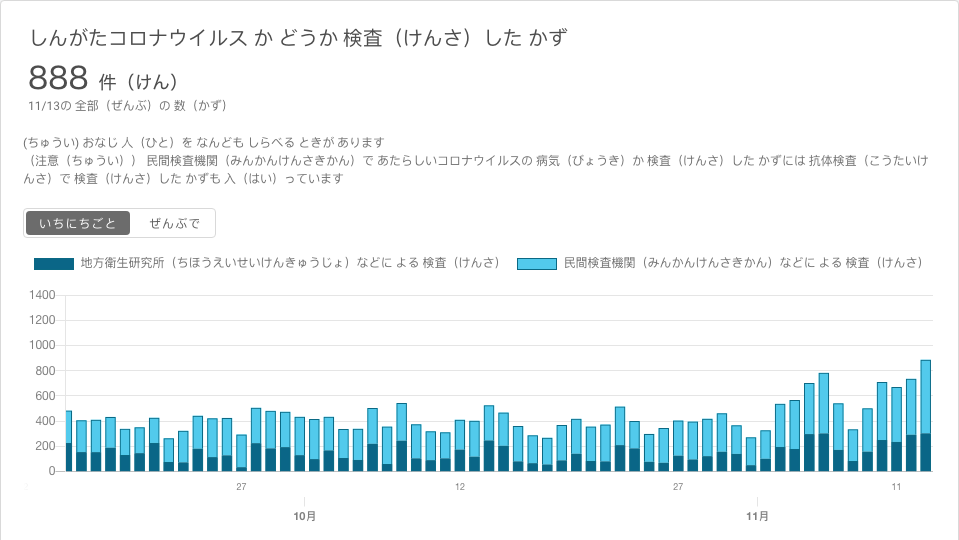 しんがたコロナウイルス か どうか 検査（けんさ）した かず
888 件（けん）
11/13の 全部（ぜんぶ）の 数（かず）
(ちゅうい) おなじ 人（ひと）を なんども しらべる ときが あります
（注意（ちゅうい）） 民間検査機関（みんかんけんさきかん）で あたらしいコロナウイルスの 病気（びょうき）か 検査（けんさ）した かずには 抗体検査（こうたいけ
んさ）で 検査（けんさ）した かずも 入（はい）っています
いちにちごと ぜんぶで
地方衛生研究所（ちほうえいせいけんきゅうじょ）などに よる 検査（けんさ） 民間検査機関（みんかんけんさきかん）などに よる 検査（けんさ）
1400
1200
1000
800
600
400
200
0
27 12 27 11
10月 11月